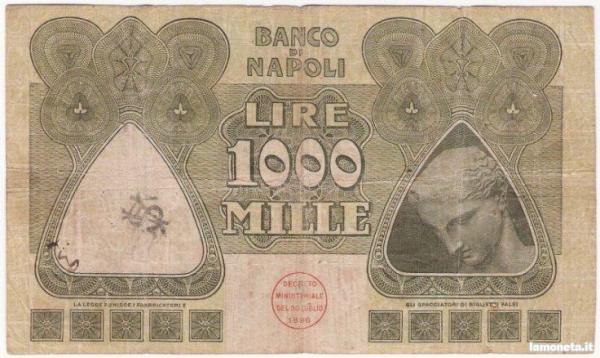 BANCO
DI
NAPOLI
LIRE
1000
MILLE
DECRETO
MINISTERIALE
DEL 30 LUGLIO
1896
LA LEGGE PUNISCE I FABBRICATORI E
GLI SPACCIATORI DI BIGLIETTI FALSI
lamoneta.it